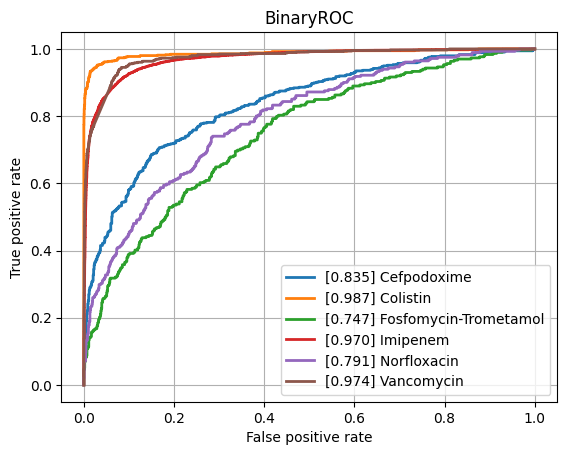 BinaryROC
True positive rate
1.0
0.8
0.6
0.4
0.2
0.0
[0.835] Cefpodoxime
[0.987] Colistin
[0.747] Fosfomycin-Trometamol
[0.970] Imipenem
[0.791] Norfloxacin
[0.974] Vancomycin
0.0 0.2 0.4 0.6 0.8 1.0
False positive rate